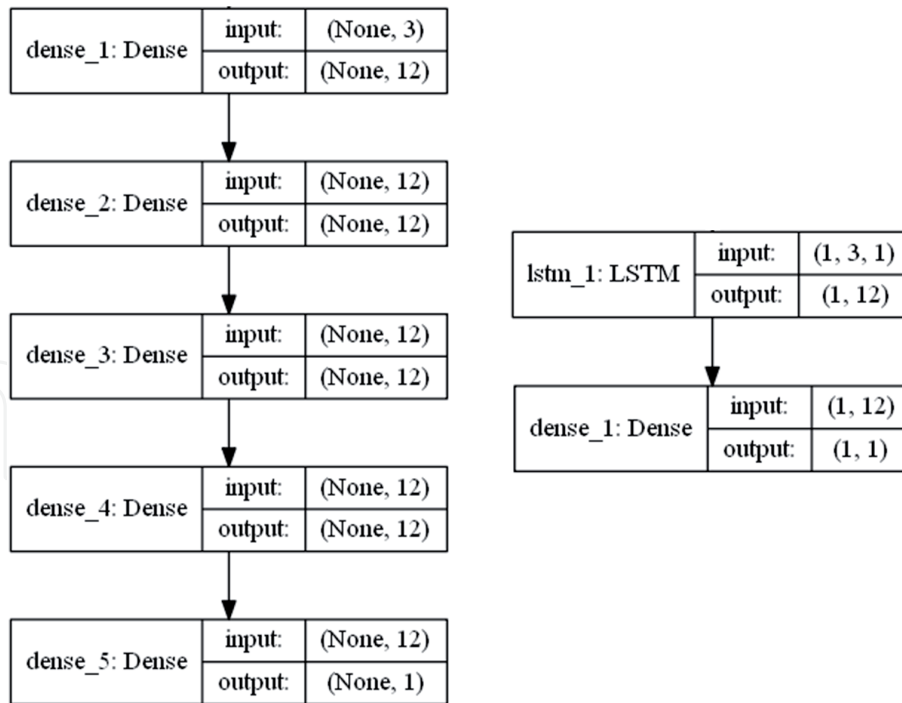 dense_1: Dense input: (None, 3)
output: (None, 12)
dense_2: Dense input: (None, 12)
output: (None, 12)
dense_3: Dense input: (None, 12)
output: (None, 12)
dense_4: Dense input: (None, 12)
output: (None, 12)
dense_5: Dense input: (None, 12)
output: (None, 1)
lstm_1: LSTM input: (1, 3, 1)
output: (1, 12)
dense_1: Dense input: (1, 12)
output: (1, 1)